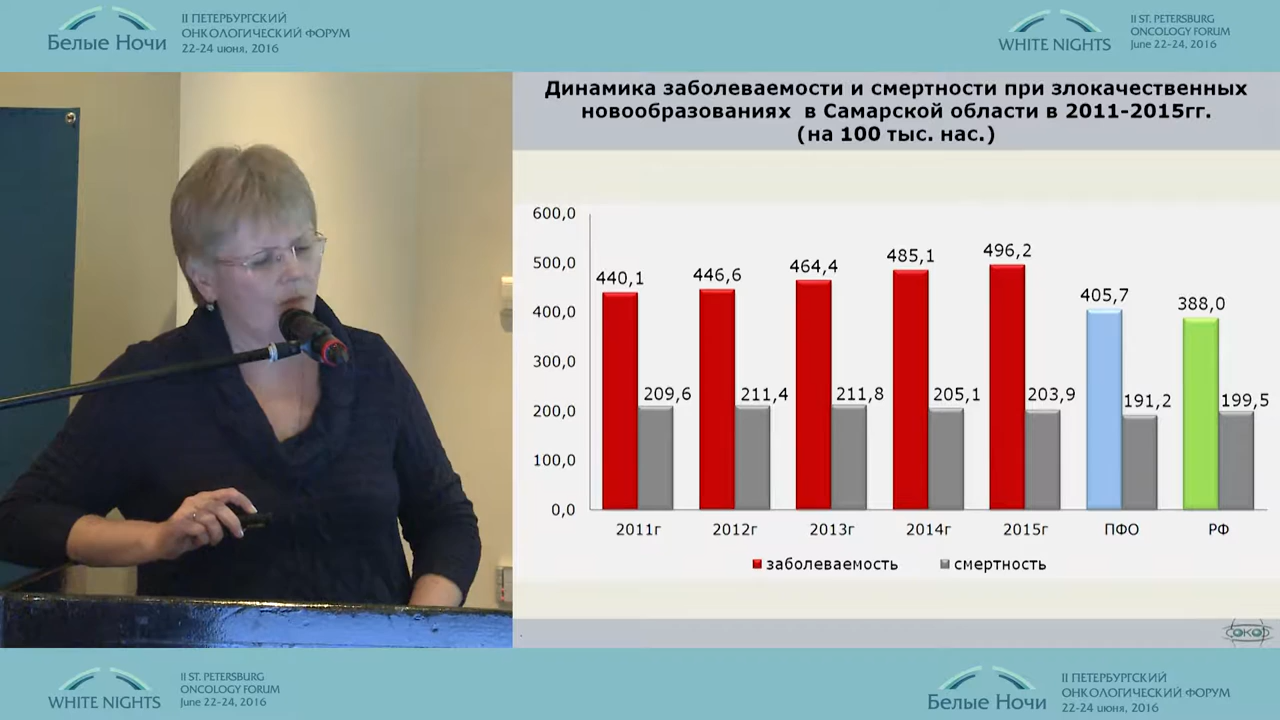 II ПЕТЕРБУРГСКИЙ
ОНКОЛОГИЧЕСКИЙ ФОРУМ
Белые Ночи
22-24 июня, 2016
II ST. PETERSBURG
ONCOLOGY FORUM
WHITE NIGHTS
June 22-24, 2016
Динамика заболеваемости и смертности при злокачественных
новообразованиях в Самарской области в 2011-2015гг.
(на 100 тыс. нас.)
600,0
500,0
400,0
300,0
200,0
100,0
0,0
440,1
446,6
464,4
485,1
496,2
405,7
388,0
209,6
211,4
211,8
205,1
203,9
191,2
199,5
2011г
2012г
2013г
2014г
2015г
ПФО
РФ
заболеваемость
смертность
СОКОД
II ST. PETERSBURG
ONCOLOGY FORUM
WHITE NIGHTS
June 22-24, 2016
II ПЕТЕРБУРГСКИЙ
ОНКОЛОГИЧЕСКИЙ ФОРУМ
Белые Ночи
22-24 июня, 2016